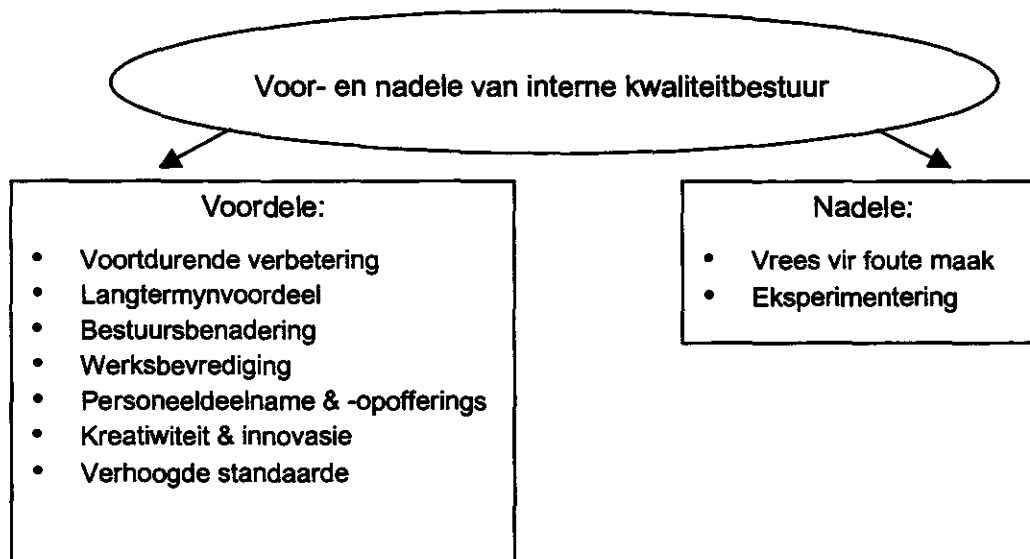 Voor- en nadele van interne kwaliteitbestuur
Voordele:
• Voortdurende verbetering
• Langtermynvoordeel
• Bestuursbenadering
• Werksbevrediging
• Personeeldeelname & -opofferings
• Kreatiwiteit & innovasie
• Verhoogde standaarde
Nadele:
• Vrees vir foute maak
• Eksperimentering